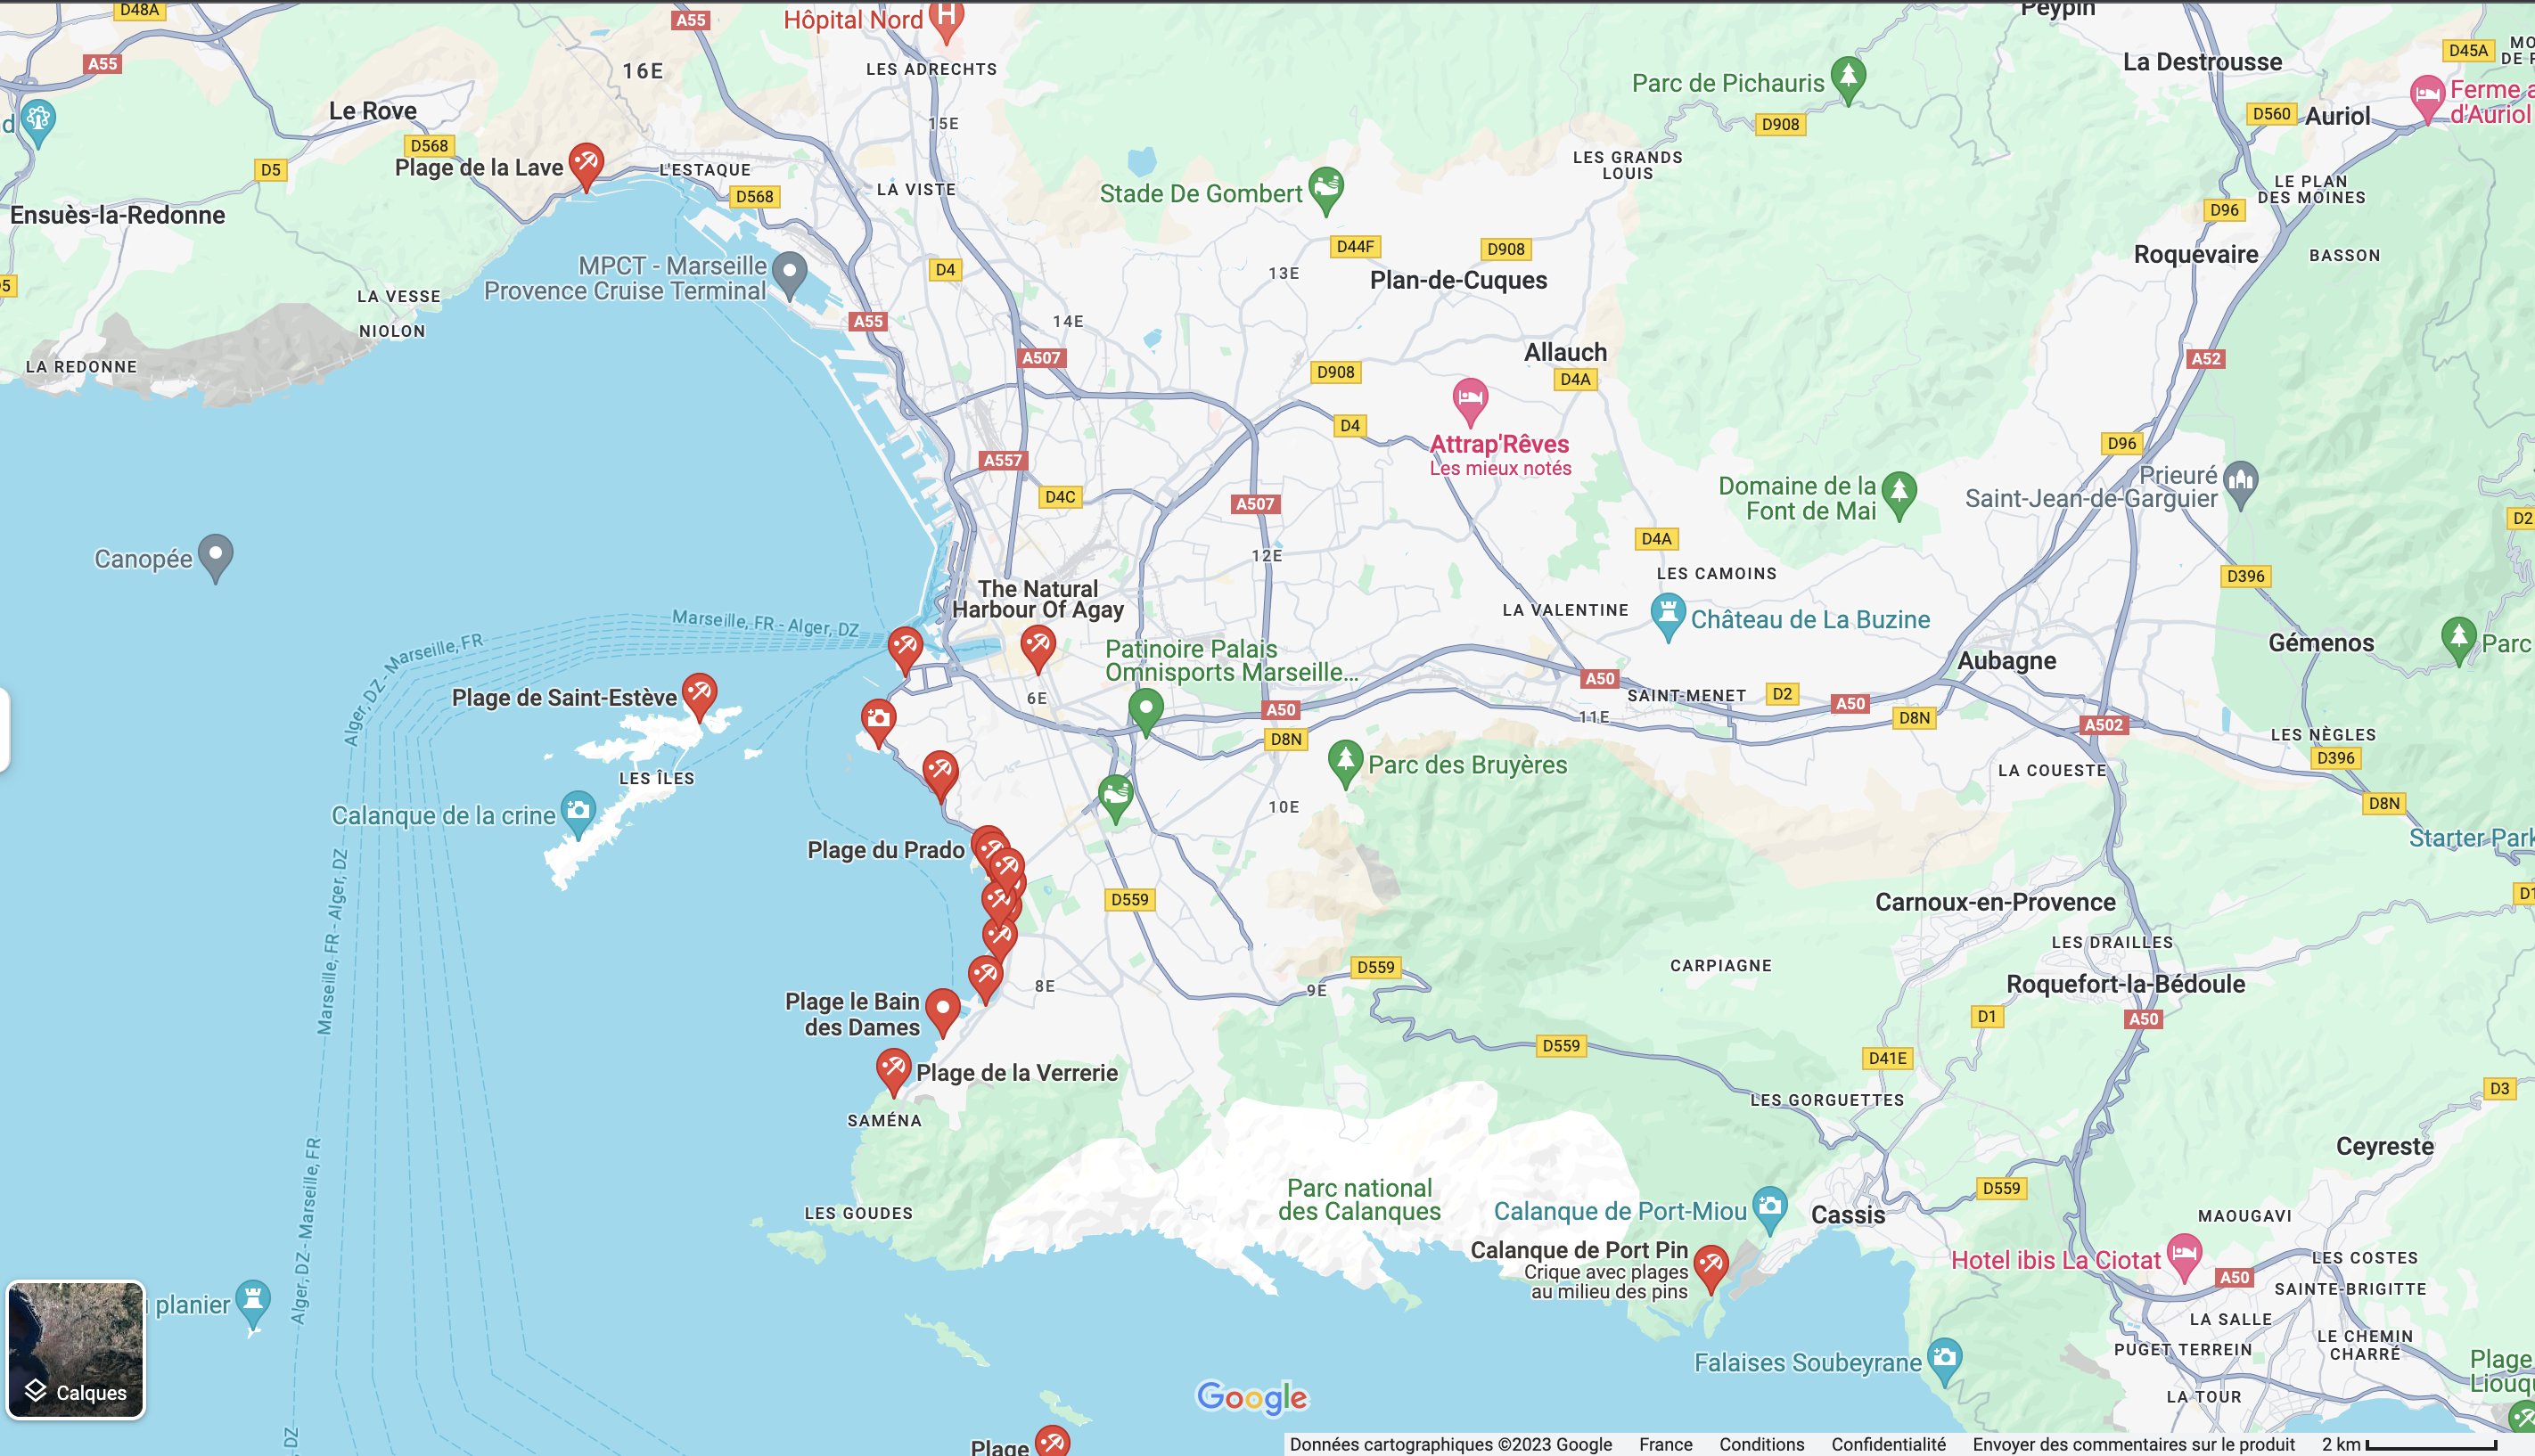 D48A
A55
Hôpital Nord
H
Peypin
LES ADRECHTS
16E
A55
La Destrousse
D45A
Parc de Pichauris
Ferme a
d'Auriol
Le Rove
15E
D908
D560
Auriol
D568
Plage de la Lave
D5
L'ESTAQUE
LES GRANDS
LOUIS
D568
LA VISTE
Stade De Gombert
LE PLAN
DES MOINES
D96
Ensuès-la-Redonne
D44F
D908
Roquevaire
BASSON
MPCT - Marseille
Provence Cruise Terminal
D4
13E
Plan-de-Cuques
LA VESSE
NIOLON
A55
14E
A507
Allauch
A52
LA REDONNE
D908
D4A
D4
Attrap'Rêves
Les mieux notés
D96
A557
D4C
A507
Domaine de la
Font de Mai
Prieuré
Saint-Jean-de-Garguier
D4A
12E
Canopée
LES CAMOINS
D396
The Natural
Harbour Of Agay
LA VALENTINE
Château de La Buzine
Marseille, FR - Alger, DZ
Alger, DZ - Marseille, FR
Patinoire Palais
Omnisports Marseille...
Gémenos
Parc
Aubagne
Plage de Saint-Estève
6E
A50
A50
SAINT-MENET
D2
A50
D8N
11E
A502
D8N
LES NÈGLES
D396
LES ÎLES
Parc des Bruyères
LA COUESTE
Calanque de la crine
10E
D8N
Starter Park
Plage du Prado
D559
Carnoux-en-Provence
Marseille, FR - Alger, DZ
LES DRAILLES
CARPIAGNE
D559
8E
9E
Roquefort-la-Bédoule
Plage le Bain
des Dames
D1
A50
D559
D41E
Plage de la Verrerie
D3
SAMÉNA
LES GORGUETTES
Ceyreste
Alger, DZ - Marseille, FR
Parc national
des Calanques
D559
LES GOUDES
Calanque de Port-Miou
Cassis
MAOUGAVI
Calanque de Port Pin
Crique avec plages
au milieu des pins
Hotel ibis La Ciotat
LES COSTES
A50
SAINTE-BRIGITTE
planier
LA SALLE
LE CHEMIN
CHARRÉ
PUGET TERREIN
Falaises Soubeyrane
Plage
Calques
LA TOUR
Google
DZ
Plage
Données cartographiques ©2023 Google France Conditions Confidentialité Envoyer des commentaires sur le produit 2 km